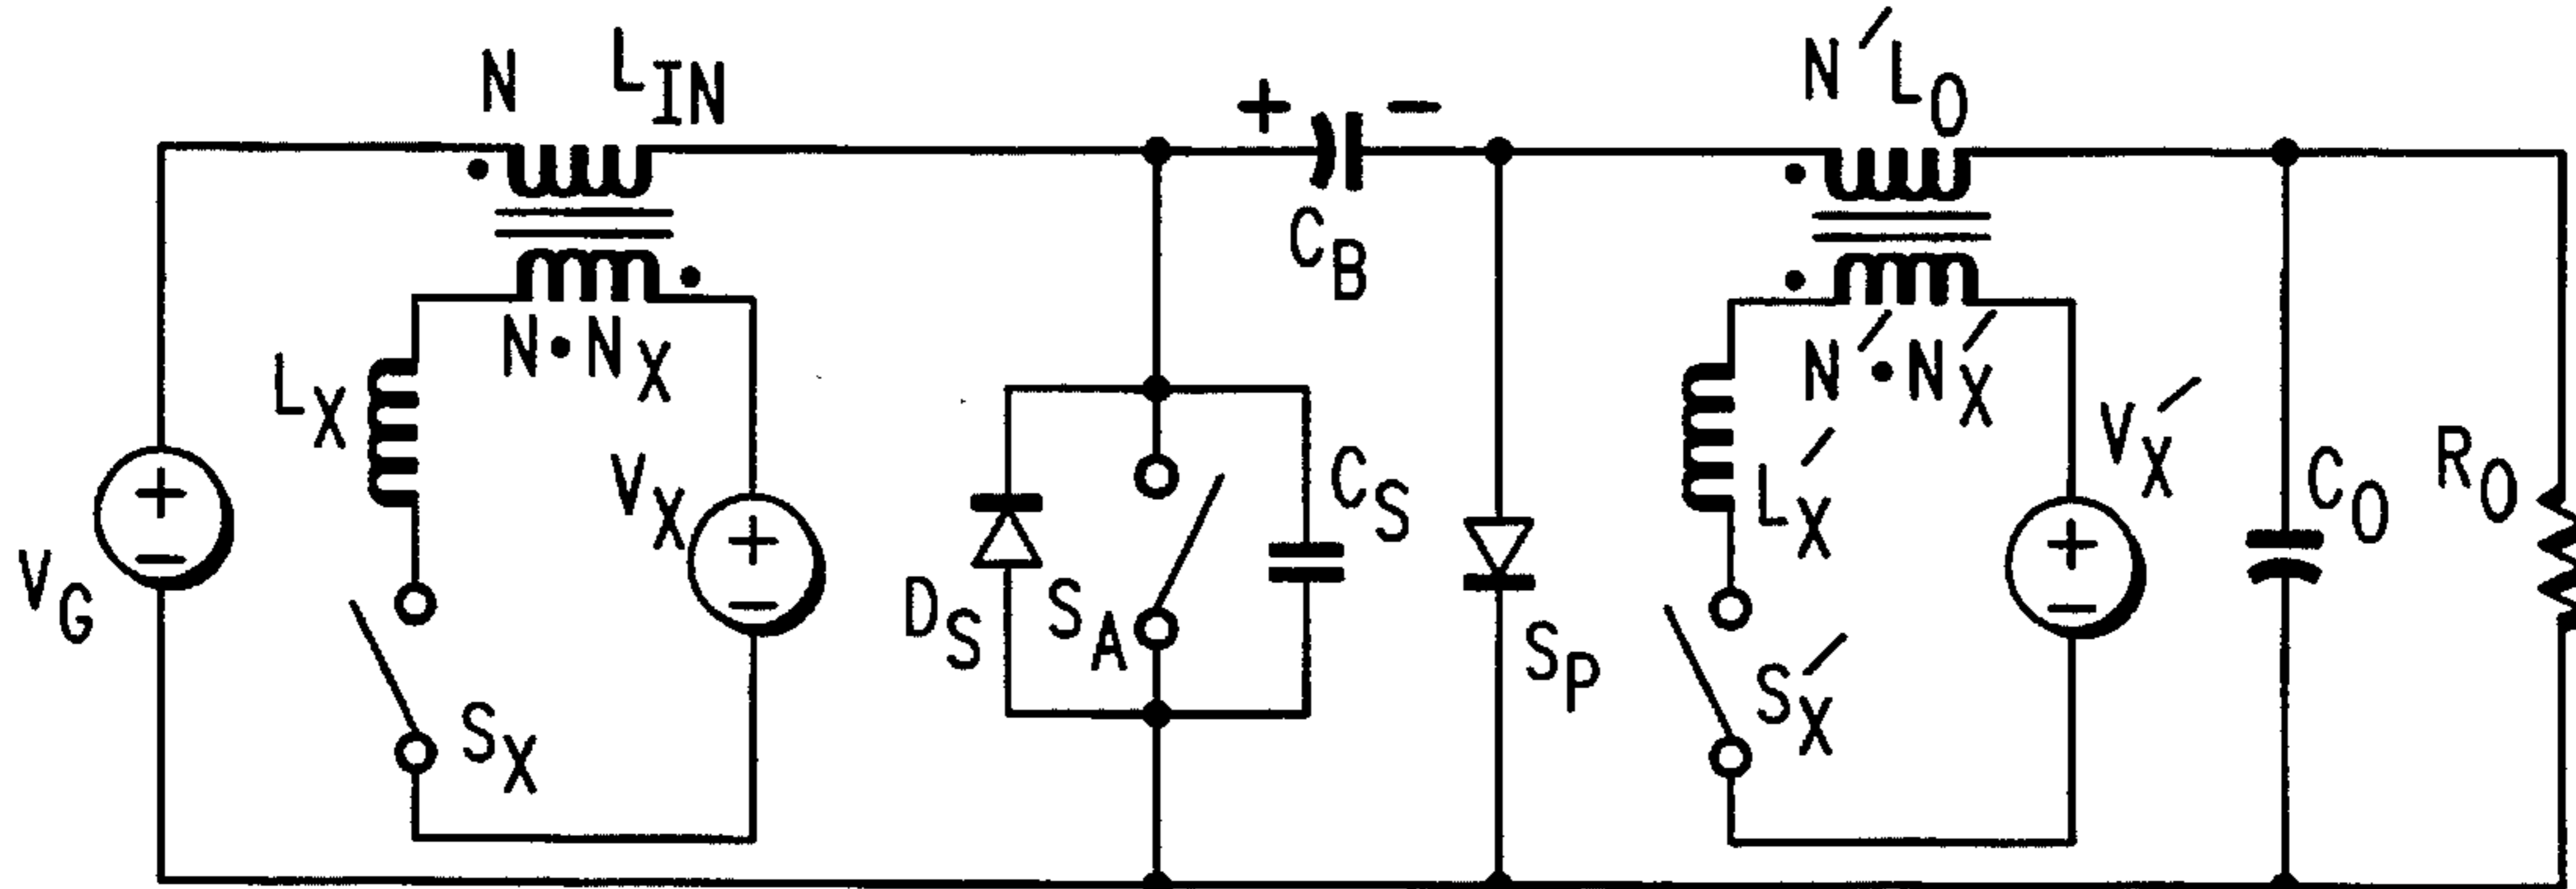 N L_IN
+ −
N′ L_O
C_B
N•N_X
L_X
V_X
+
−
V_G
+
−
S_X
D_S
S_A
C_S
S_P
N′•N′_X
L′_X
V′_X
+
−
S′_X
C_O
R_O